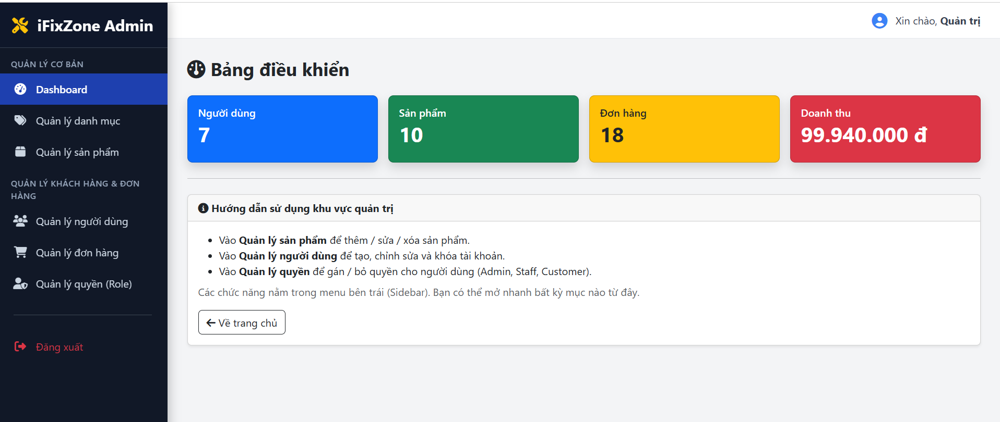 iFixZone Admin
Xin chào, Quản trị
QUẢN LÝ CƠ BẢN
Dashboard
Quản lý danh mục
Quản lý sản phẩm
QUẢN LÝ KHÁCH HÀNG & ĐƠN
HÀNG
Quản lý người dùng
Quản lý đơn hàng
Quản lý quyền (Role)
Đăng xuất
Bảng điều khiển
Người dùng
7
Sản phẩm
10
Đơn hàng
18
Doanh thu
99.940.000 đ
Hướng dẫn sử dụng khu vực quản trị
• Vào Quản lý sản phẩm để thêm / sửa / xóa sản phẩm.
• Vào Quản lý người dùng để tạo, chỉnh sửa và khóa tài khoản.
• Vào Quản lý quyền để gán / bỏ quyền cho người dùng (Admin, Staff, Customer).
Các chức năng nằm trong menu bên trái (Sidebar). Bạn có thể mở nhanh bất kỳ mục nào từ đây.
← Về trang chủ